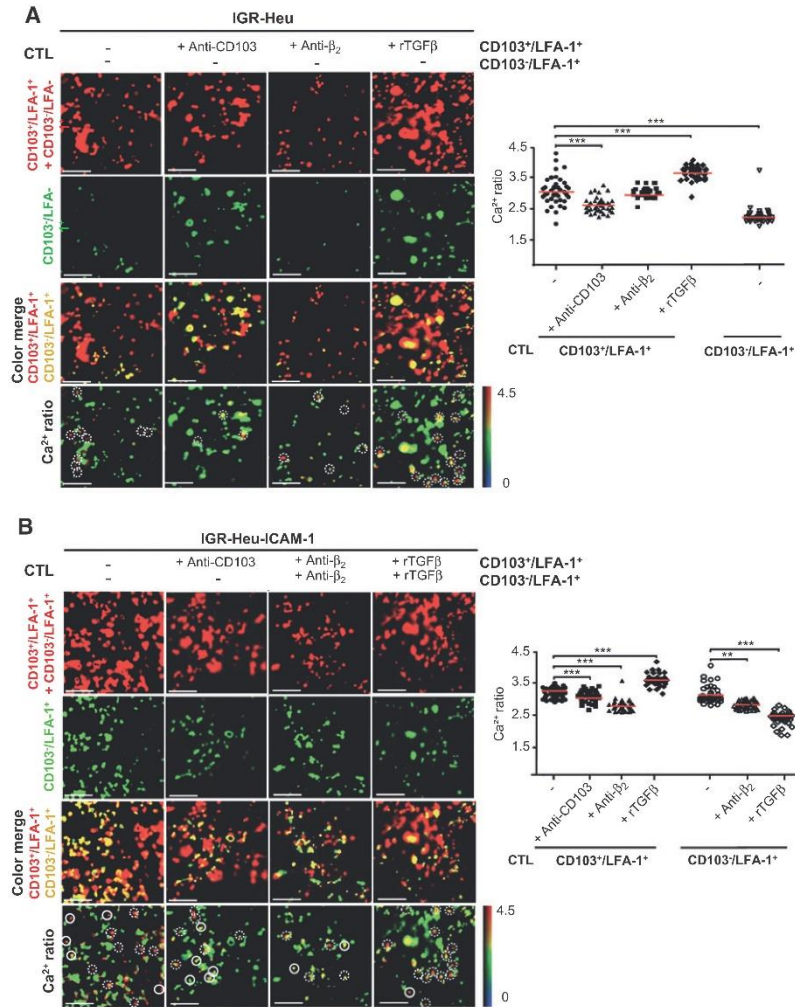 A
IGR-Heu
CTL - + Anti-CD103 + Anti-β₂ + rTGFβ CD103⁺/LFA-1⁺
- - - - CD103⁻/LFA-1⁺
CD103⁺/LFA-1⁺
+ CD103⁻/LFA-
CD103⁻/LFA-
Color merge
CD103⁺/LFA-1⁺
CD103⁻/LFA-1⁺
Ca²⁺ ratio
4.5
0
***
***
***
Ca²⁺ ratio
4.5
3.5
2.5
1.5
- + Anti-CD103 + Anti-β₂ + rTGFβ -
CTL CD103⁺/LFA-1⁺ CD103⁻/LFA-1⁺
B
IGR-Heu-ICAM-1
CTL - + Anti-CD103 + Anti-β₂ + rTGFβ CD103⁺/LFA-1⁺
- - + Anti-β₂ + rTGFβ CD103⁻/LFA-1⁺
CD103⁺/LFA-1⁺
+ CD103⁻/LFA-1⁺
CD103⁻/LFA-1⁺
Color merge
CD103⁺/LFA-1⁺
CD103⁻/LFA-1⁺
Ca²⁺ ratio
4.5
0
*** ***
*** **
***
Ca²⁺ ratio
4.5
3.5
2.5
1.5
- + Anti-CD103 + Anti-β₂ + rTGFβ - + Anti-β₂ + rTGFβ
CTL CD103⁺/LFA-1⁺ CD103⁻/LFA-1⁺